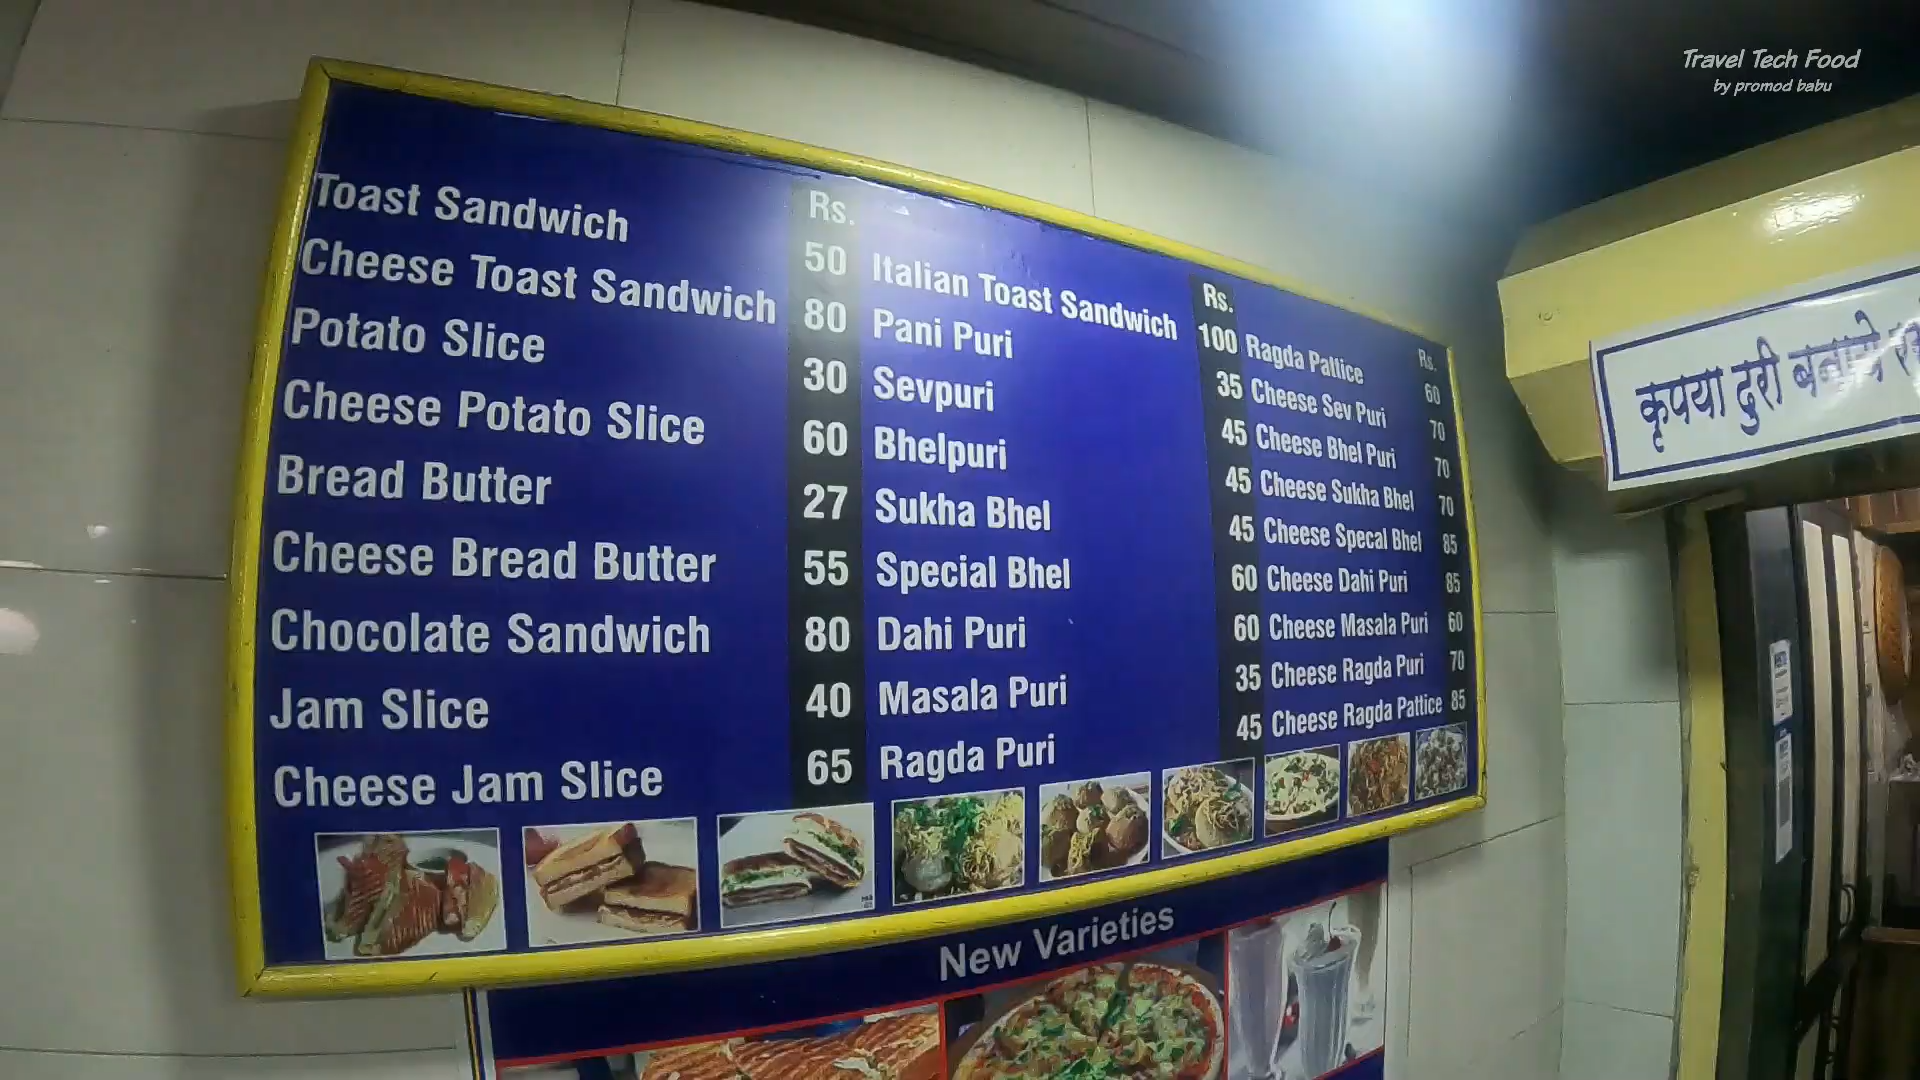 Travel Tech Food
by promod babu
Rs.
Toast Sandwich 50
Cheese Toast Sandwich 80
Potato Slice 30
Cheese Potato Slice 60
Bread Butter 27
Cheese Bread Butter 55
Chocolate Sandwich 80
Jam Slice 40
Cheese Jam Slice 65
Rs.
Italian Toast Sandwich 100
Pani Puri 35
Sevpuri 45
Bhelpuri 45
Sukha Bhel 45
Special Bhel 60
Dahi Puri 60
Masala Puri 35
Ragda Puri 45
Rs.
Ragda Pattice 60
Cheese Sev Puri 70
Cheese Bhel Puri 70
Cheese Sukha Bhel 70
Cheese Specal Bhel 85
Cheese Dahi Puri 85
Cheese Masala Puri 60
Cheese Ragda Puri 70
Cheese Ragda Pattice 85
New Varieties
कृपया दुरी बनाये